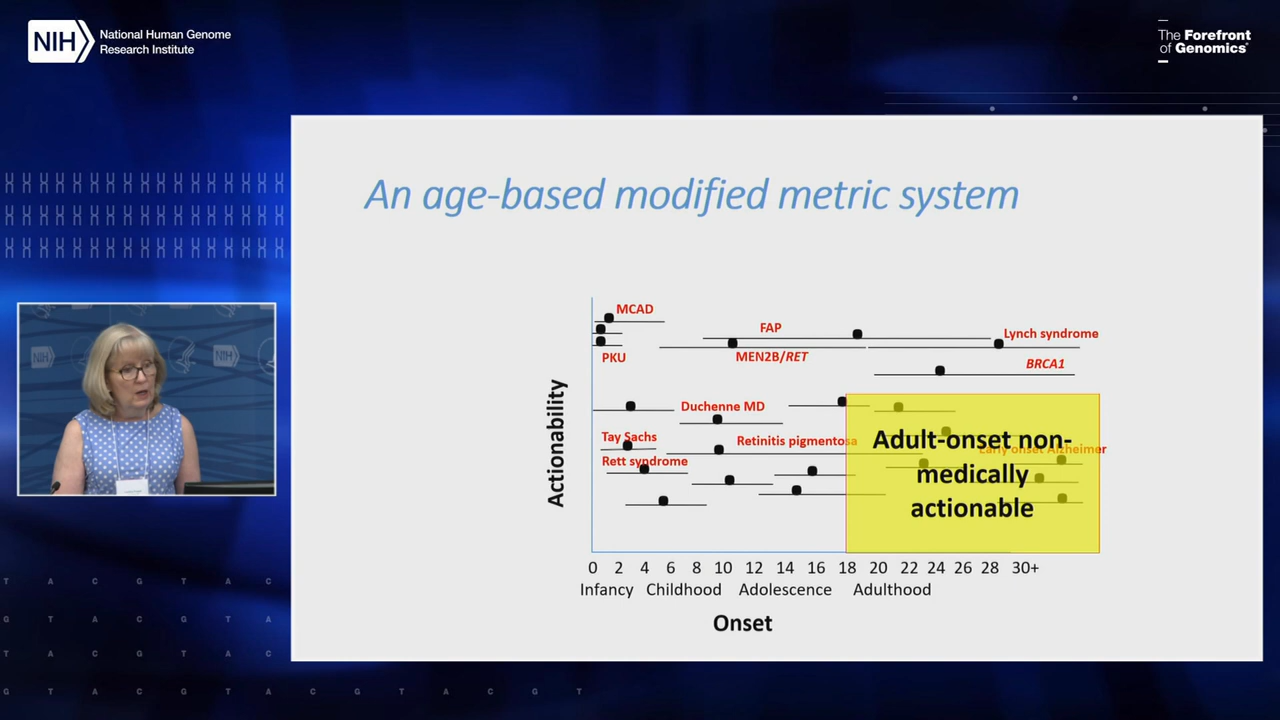 NIH
National Human Genome
Research Institute
The Forefront
of Genomics®
An age-based modified metric system
MCAD
FAP
Lynch syndrome
PKU
MEN2B/RET
BRCA1
Duchenne MD
Tay Sachs
Retinitis pigmentosa
Rett syndrome
Early onset Alzheimer
Adult-onset non-
medically
actionable
Actionability
0 2 4 6 8 10 12 14 16 18 20 22 24 26 28 30+
Infancy Childhood Adolescence Adulthood
Onset
NIH
NIH
T A C G T A C
G T A C G T A
T A C G T A C
G T A C G T A C G T A C G T